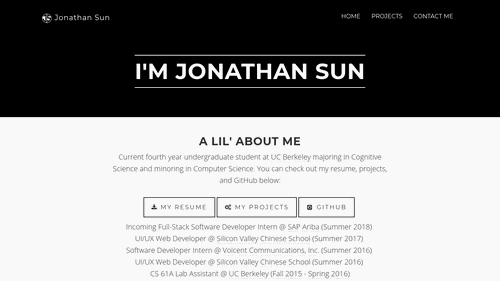 Jonathan Sun
HOME PROJECTS CONTACT ME
I'M JONATHAN SUN
A LIL' ABOUT ME
Current fourth year undergraduate student at UC Berkeley majoring in Cognitive
Science and minoring in Computer Science. You can check out my resume, projects,
and GitHub below:
MY RESUME MY PROJECTS GITHUB
Incoming Full-Stack Software Developer Intern @ SAP Ariba (Summer 2018)
UI/UX Web Developer @ Silicon Valley Chinese School (Summer 2017)
Software Developer Intern @ Voicent Communications, Inc. (Summer 2016)
UI/UX Web Developer @ Silicon Valley Chinese School (Summer 2016)
CS 61A Lab Assistant @ UC Berkeley (Fall 2015 - Spring 2016)